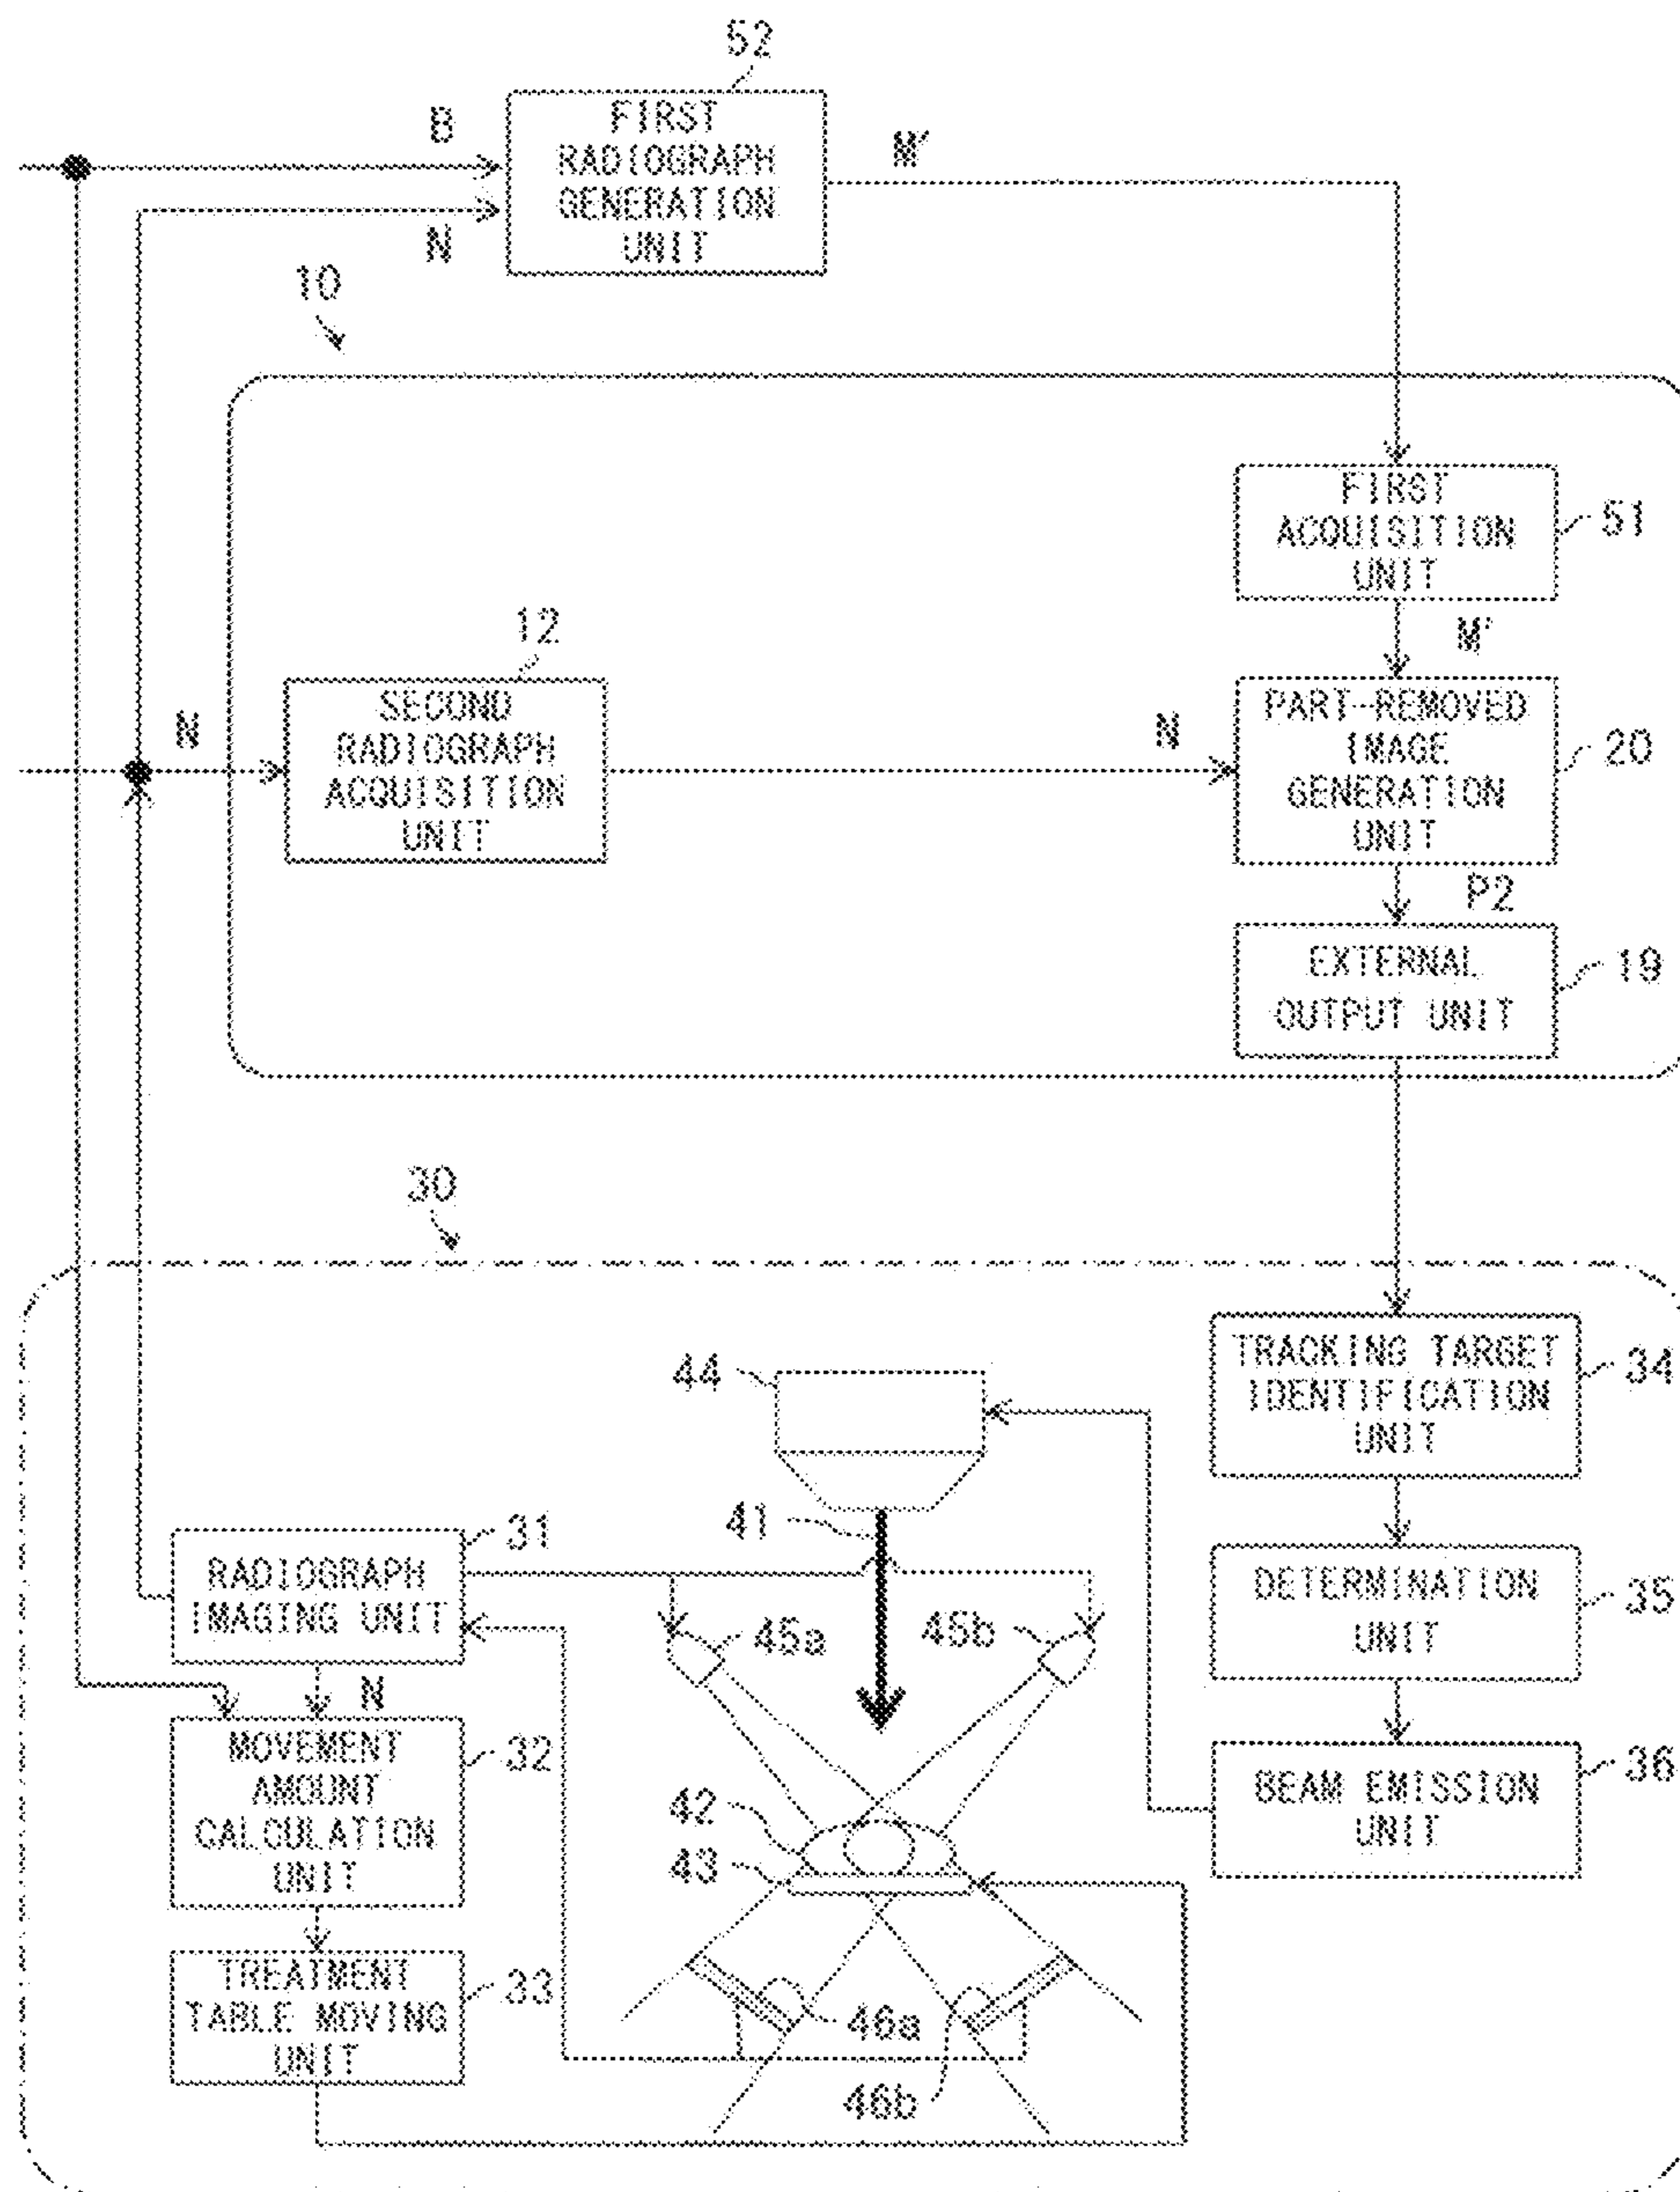 52
FIRST
RADIOGRAPH
GENERATION
UNIT
B
N
M'
10
FIRST
ACQUISITION
UNIT
51
M'
12
SECOND
RADIOGRAPH
ACQUISITION
UNIT
N
N
PART-REMOVED
IMAGE
GENERATION
UNIT
20
P2
EXTERNAL
OUTPUT UNIT
19
30
TRACKING TARGET
IDENTIFICATION
UNIT
34
44
41
RADIOGRAPH
IMAGING UNIT
31
45a
45b
DETERMINATION
UNIT
35
N
MOVEMENT
AMOUNT
CALCULATION
UNIT
32
BEAM EMISSION
UNIT
36
42
43
TREATMENT
TABLE MOVING
UNIT
33
46a
46b